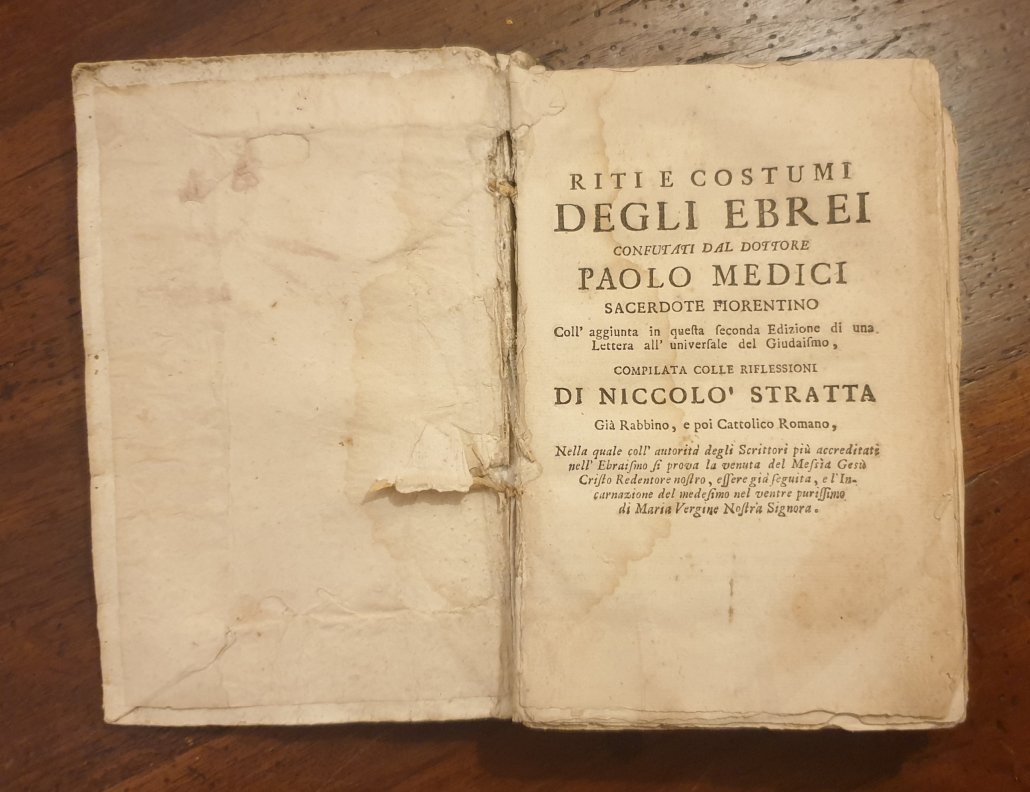 RITI E COSTUMI
DEGLI EBREI
CONFUTATI DAL DOTTORE
PAOLO MEDICI
SACERDOTE FIORENTINO
Coll' aggiunta in queſta ſeconda Edizione di una
Lettera all' univerſale del Giudaiſmo,
COMPILATA COLLE RIFLESSIONI
DI NICCOLO' STRATTA
Già Rabbino, e poi Cattolico Romano,
Nella quale coll' autorità degli Scrittori più accreditati
nell' Ebraiſmo ſi prova la venuta del Meſſia Gesù
Criſto Redentore noſtro, eſſere già ſeguita, e l'In-
carnazione del medeſimo nel ventre puriſſimo
di Maria Vergine Noſtra Signora.